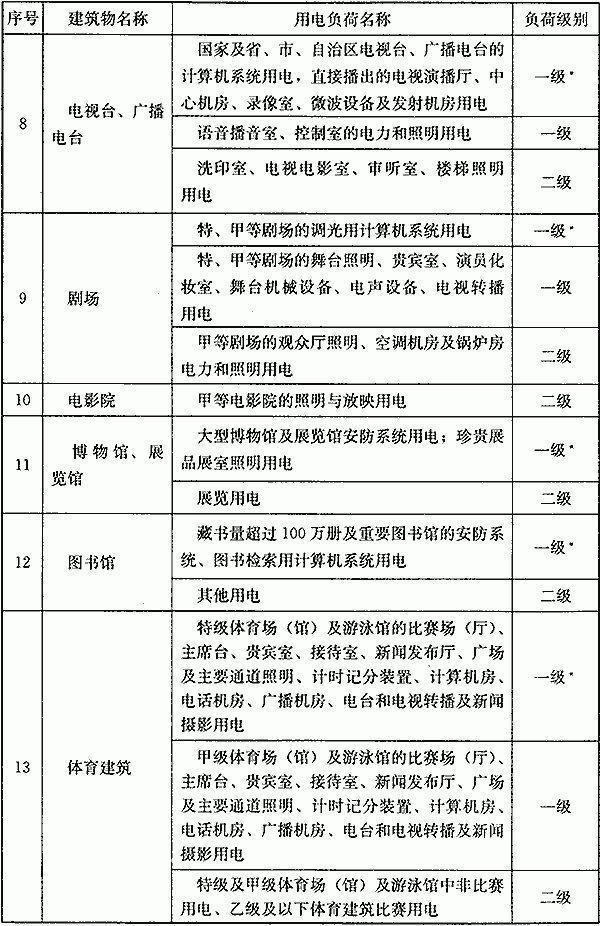 序号 建筑物名称 用电负荷名称 负荷级别
8 电视台、广播
电台
国家及省、市、自治区电视台、广播电台的
计算机系统用电，直接播出的电视演播厅、中
心机房、录像室、微波设备及发射机房用电
一级*
语音播音室、控制室的电力和照明用电 一级
洗印室、电视电影室、审听室、楼梯照明
用电
二级
9 剧场
特、甲等剧场的调光用计算机系统用电 一级*
特、甲等剧场的舞台照明、贵宾室、演员化
妆室、舞台机械设备、电声设备、电视转播
用电
一级
甲等剧场的观众厅照明、空调机房及锅炉房
电力和照明用电
二级
10 电影院 甲等电影院的照明与放映用电 二级
11 博物馆、展
览馆
大型博物馆及展览馆安防系统用电；珍贵展
品展室照明用电
一级*
展览用电 二级
12 图书馆
藏书量超过100万册及重要图书馆的安防系
统、图书检索用计算机系统用电
一级*
其他用电 二级
13 体育建筑
特级体育场（馆）及游泳馆的比赛场（厅）、
主席台、贵宾室、接待室、新闻发布厅、广场
及主要通道照明、计时记分装置、计算机房、
电话机房、广播机房、电台和电视转播及新闻
摄影用电
一级*
甲级体育场（馆）及游泳馆的比赛场（厅）、
主席台、贵宾室、接待室、新闻发布厅、广场
及主要通道照明、计时记分装置、计算机房、
电话机房、广播机房、电台和电视转播及新闻
摄影用电
一级
特级及甲级体育场（馆）及游泳馆中非比赛
用电、乙级及以下体育建筑比赛用电
二级